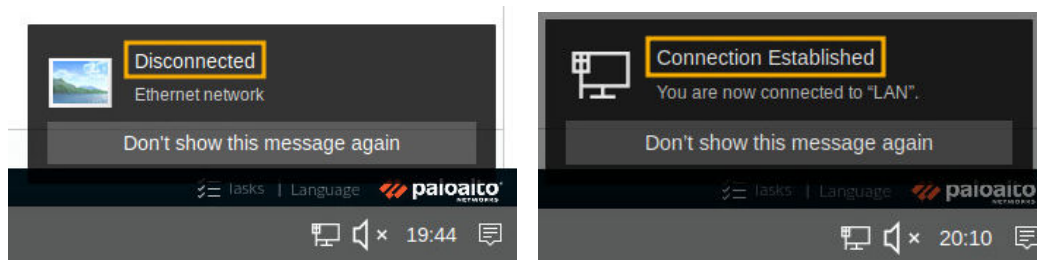 Disconnected
Ethernet network
Don't show this message again
Tasks | Language paloalto
NETWORKS
19:44
Connection Established
You are now connected to “LAN”.
Don't show this message again
Tasks | Language paloalto
NETWORKS
20:10